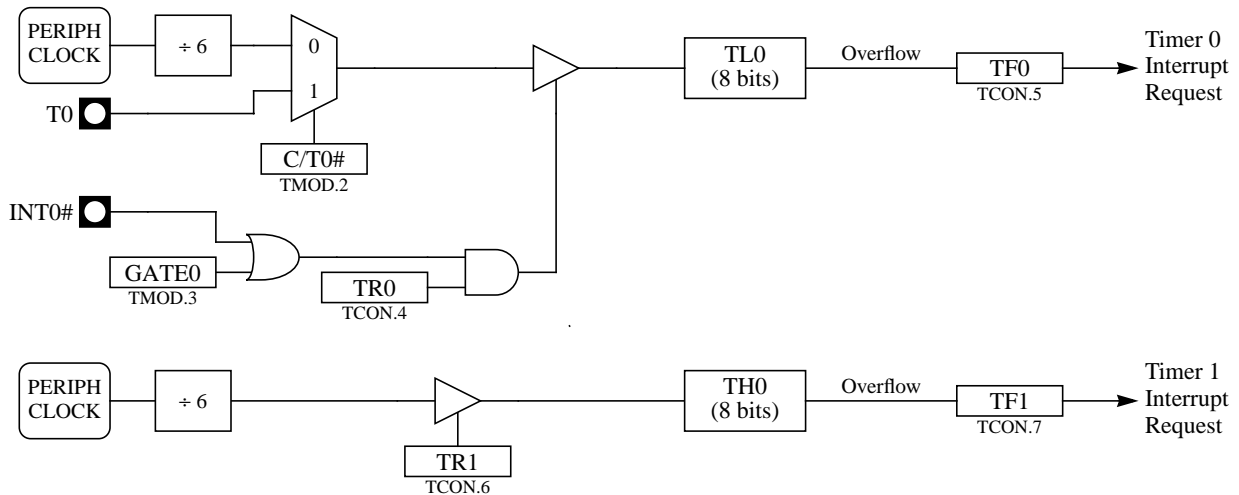 PERIPH
CLOCK
÷ 6
0
1
T0
C/T0#
TMOD.2
TL0
(8 bits)
Overflow
TF0
TCON.5
Timer 0
Interrupt
Request
INT0#
GATE0
TMOD.3
TR0
TCON.4
PERIPH
CLOCK
÷ 6
TR1
TCON.6
TH0
(8 bits)
Overflow
TF1
TCON.7
Timer 1
Interrupt
Request